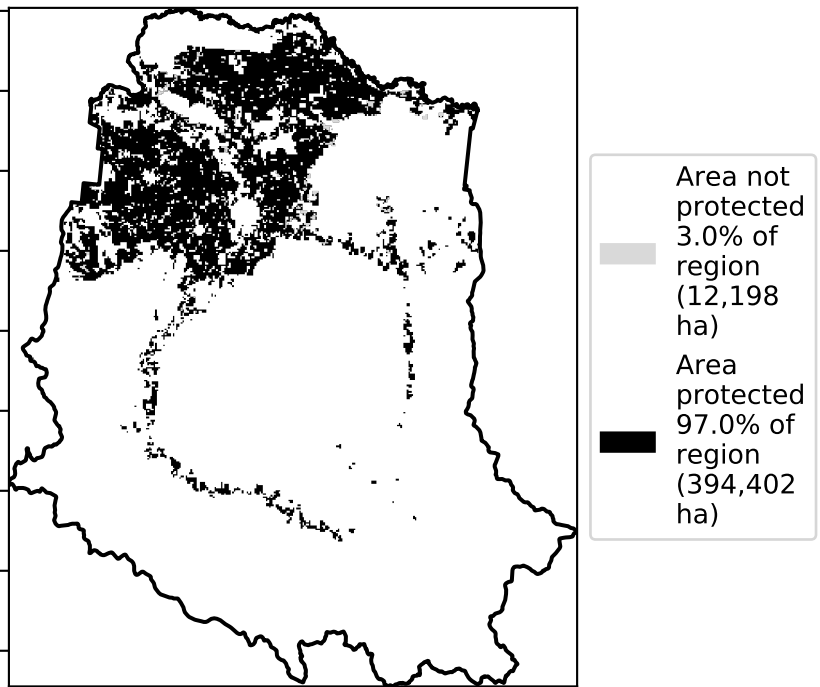 Area not
protected
3.0% of
region
(12,198
ha)
Area
protected
97.0% of
region
(394,402
ha)